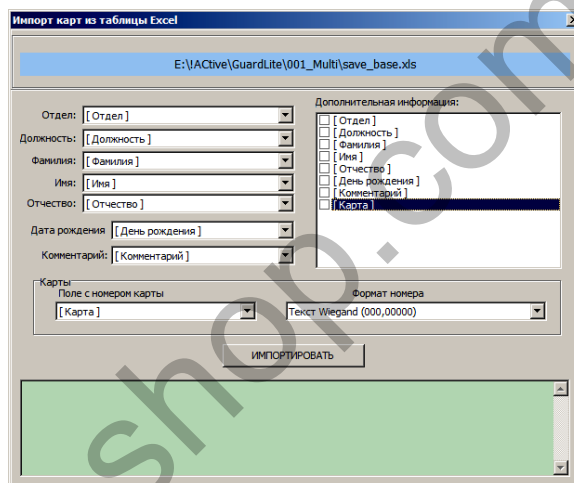 Импорт карт из таблицы Excel
E:\!ACtive\GuardLite\001_Multi\save_base.xls
Дополнительная информация:
Отдел: [ Отдел ]
Должность: [ Должность ]
Фамилия: [ Фамилия ]
Имя: [ Имя ]
Отчество: [ Отчество ]
Дата рождения [ День рождения ]
Комментарий: [ Комментарий ]
[ Отдел ]
[ Должность ]
[ Фамилия ]
[ Имя ]
[ Отчество ]
[ День рождения ]
[ Комментарий ]
[ Карта ]
Карты
Поле с номером карты Формат номера
[ Карта ] Текст Wiegand (000,00000)
ИМПОРТИРОВАТЬ
shop.com